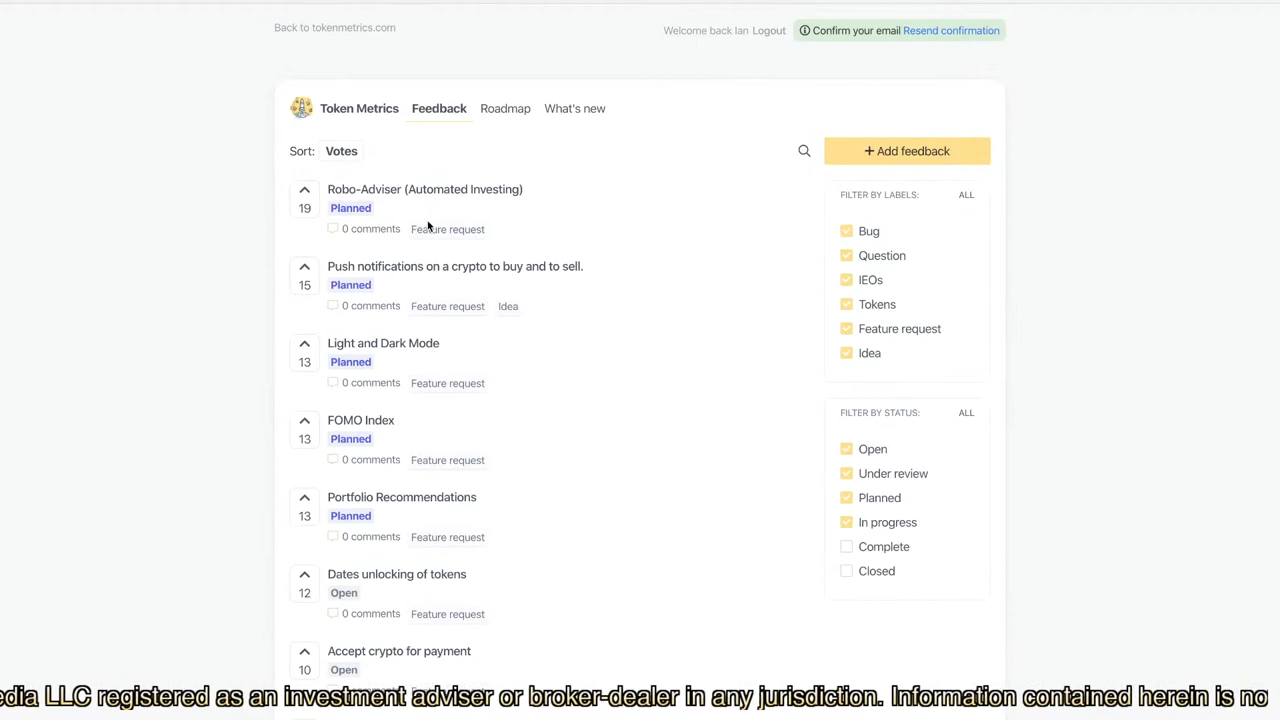 Back to tokenmetrics.com
Welcome back Ian Logout Confirm your email Resend confirmation
Token Metrics Feedback Roadmap What's new
Sort: Votes
+ Add feedback
Robo-Adviser (Automated Investing)
19
Planned
0 comments Feature request
Push notifications on a crypto to buy and to sell.
15
Planned
0 comments Feature request Idea
Light and Dark Mode
13
Planned
0 comments Feature request
FOMO Index
13
Planned
0 comments Feature request
Portfolio Recommendations
13
Planned
0 comments Feature request
Dates unlocking of tokens
12
Open
0 comments Feature request
Accept crypto for payment
10
Open
FILTER BY LABELS: ALL
Bug
Question
IEOs
Tokens
Feature request
Idea
FILTER BY STATUS: ALL
Open
Under review
Planned
In progress
Complete
Closed
LLC registered as an investment adviser or broker-dealer in any jurisdiction. Information contained herein is